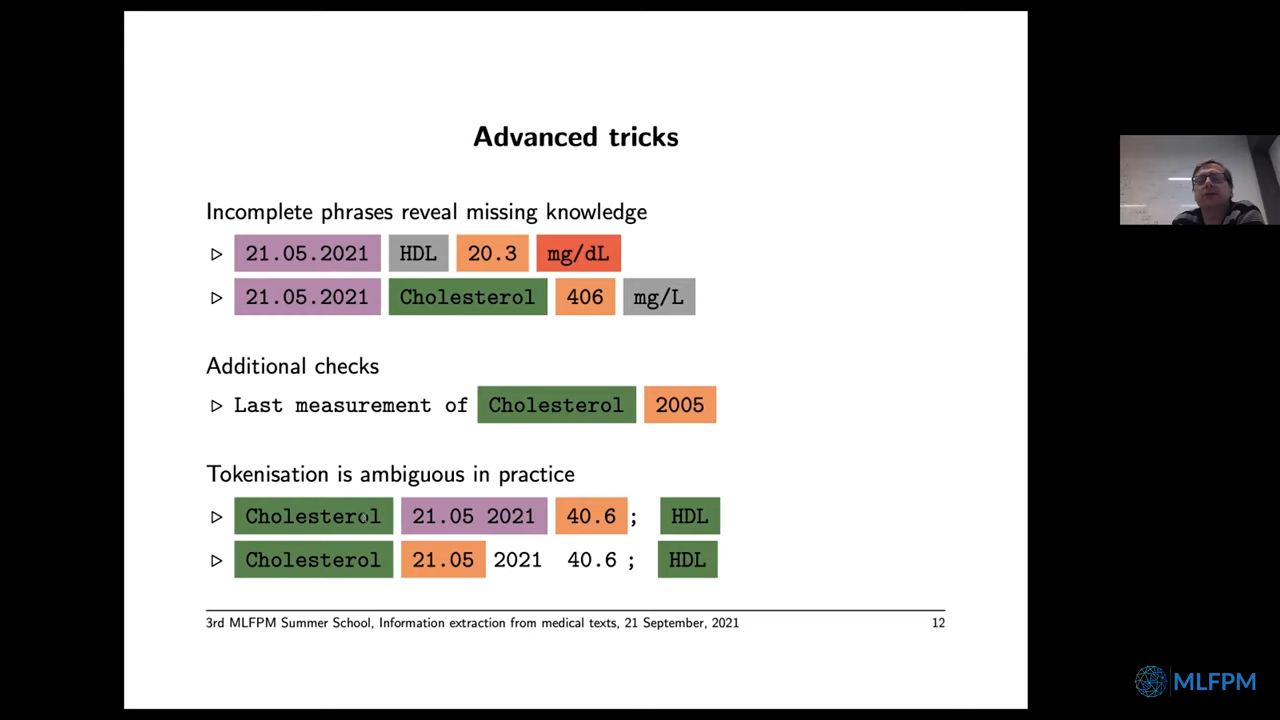 Advanced tricks
Incomplete phrases reveal missing knowledge
▷ 21.05.2021 HDL 20.3 mg/dL
▷ 21.05.2021 Cholesterol 406 mg/L
Additional checks
▷ Last measurement of Cholesterol 2005
Tokenisation is ambiguous in practice
▷ Cholesterol 21.05 2021 40.6 ; HDL
▷ Cholesterol 21.05 2021 40.6 ; HDL
3rd MLFPM Summer School, Information extraction from medical texts, 21 September, 2021 12
MLFPM